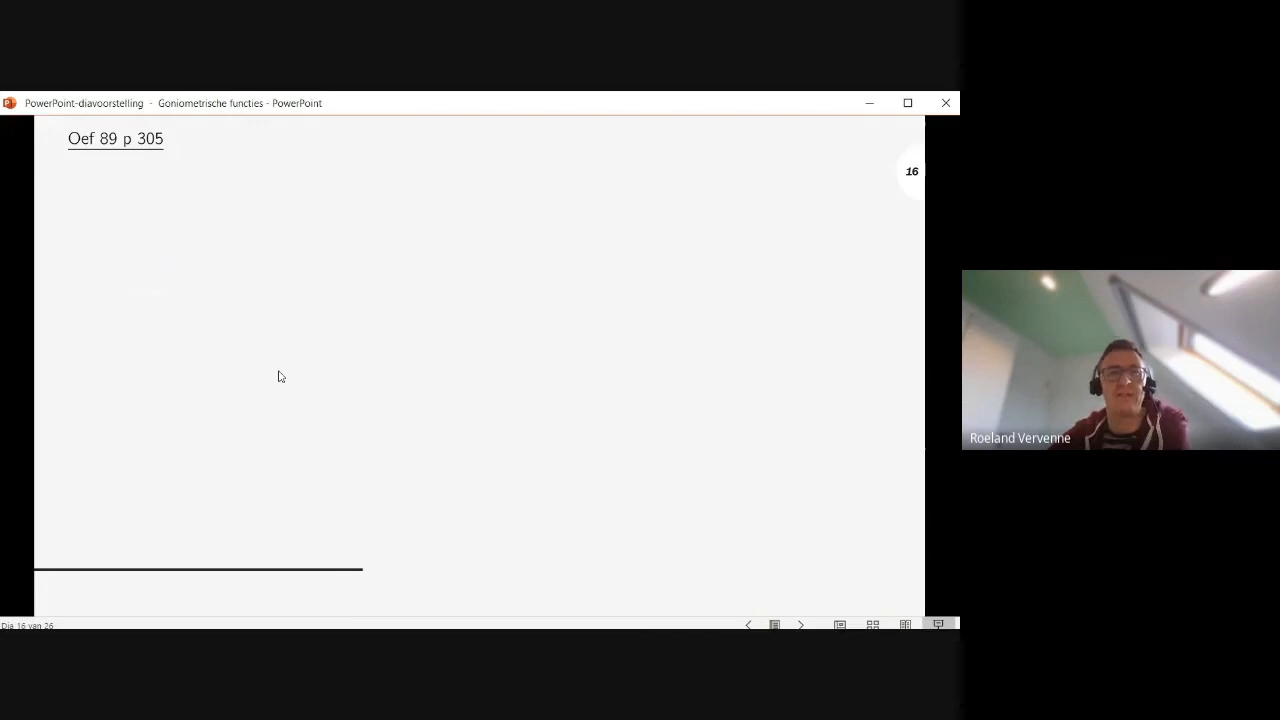 PowerPoint-diavoorstelling - Goniometrische functies - PowerPoint
Oef 89 p 305
16
Roeland Vervenne
Dia 16 van 26